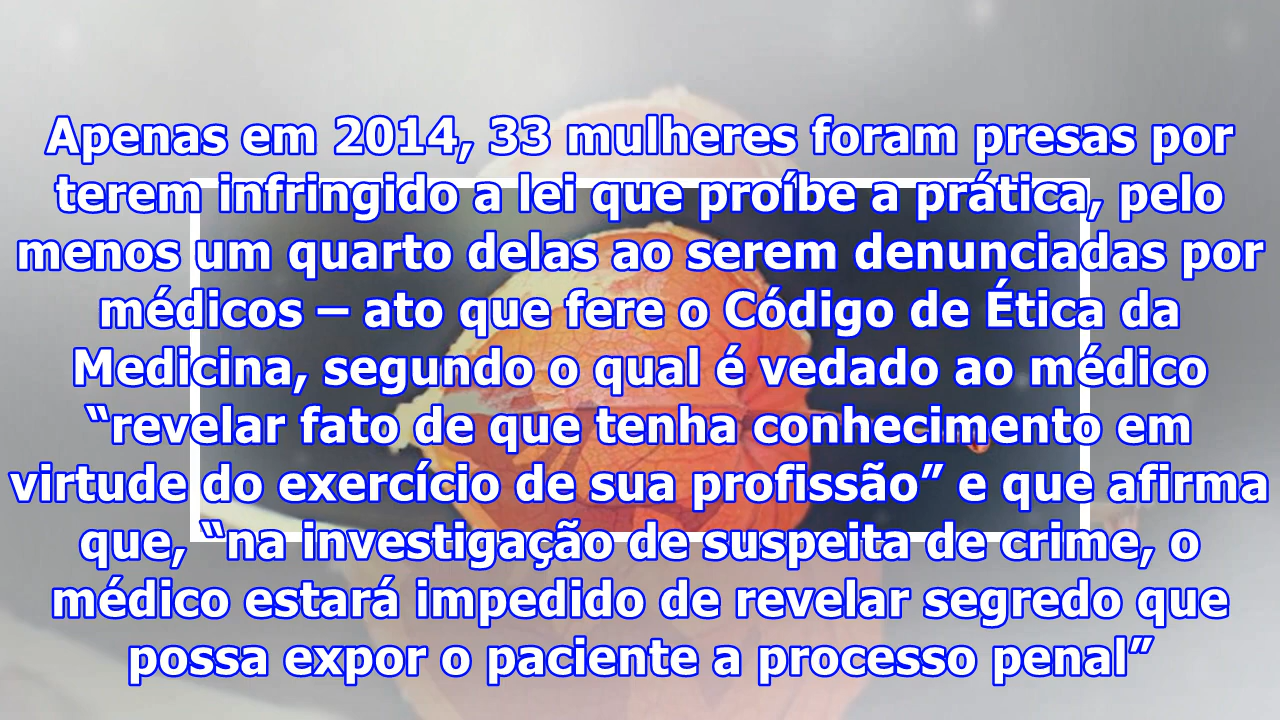 Apenas em 2014, 33 mulheres foram presas por
terem infringido a lei que proíbe a prática, pelo
menos um quarto delas ao serem denunciadas por
médicos – ato que fere o Código de Ética da
Medicina, segundo o qual é vedado ao médico
“revelar fato de que tenha conhecimento em
virtude do exercício de sua profissão” e que afirma
que, “na investigação de suspeita de crime, o
médico estará impedido de revelar segredo que
possa expor o paciente a processo penal”